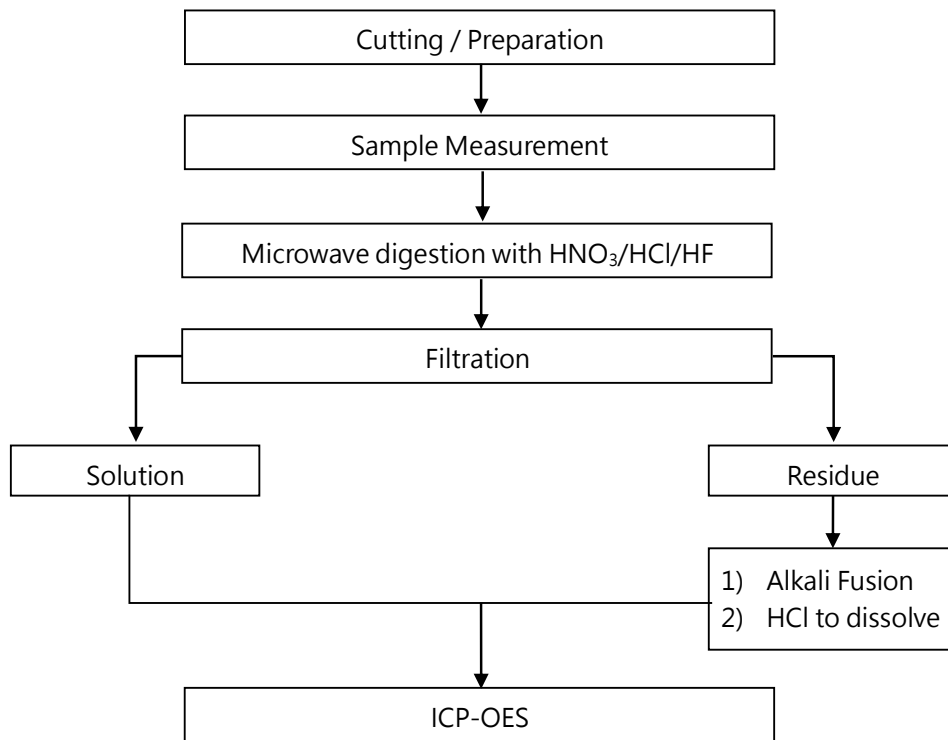 Cutting / Preparation
Sample Measurement
Microwave digestion with HNO₃/HCl/HF
Filtration
Solution
Residue
1) Alkali Fusion
2) HCl to dissolve
ICP-OES